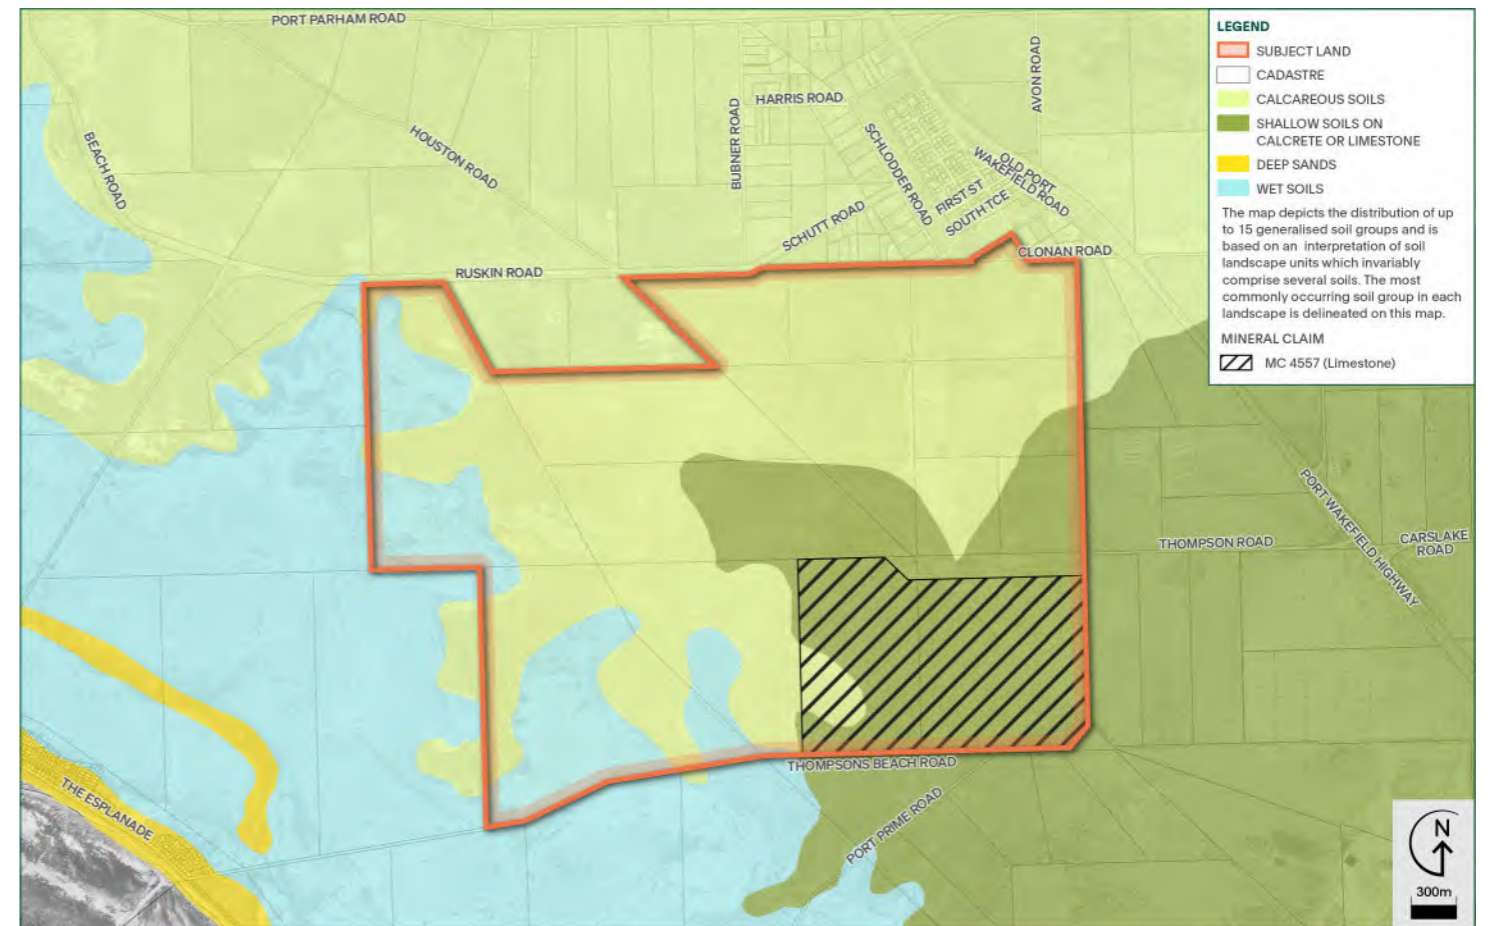 PORT PARHAM ROAD
BEACH ROAD
HOUSTON ROAD
BUBNER ROAD
HARRIS ROAD
AVON ROAD
SCHLODDER ROAD
OLD PORT
WAKEFIELD ROAD
FIRST ST
SOUTH TCE
SCHUTT ROAD
CLONAN ROAD
RUSKIN ROAD
THOMPSON ROAD
PORT WAKEFIELD HIGHWAY
CARSLAKE
ROAD
THOMPSONS BEACH ROAD
PORT PRIME ROAD
THE ESPLANADE
LEGEND
SUBJECT LAND
CADASTRE
CALCAREOUS SOILS
SHALLOW SOILS ON
CALCRETE OR LIMESTONE
DEEP SANDS
WET SOILS
The map depicts the distribution of up
to 15 generalised soil groups and is
based on an interpretation of soil
landscape units which invariably
comprise several soils. The most
commonly occurring soil group in each
landscape is delineated on this map.
MINERAL CLAIM
MC 4557 (Limestone)
N
300m